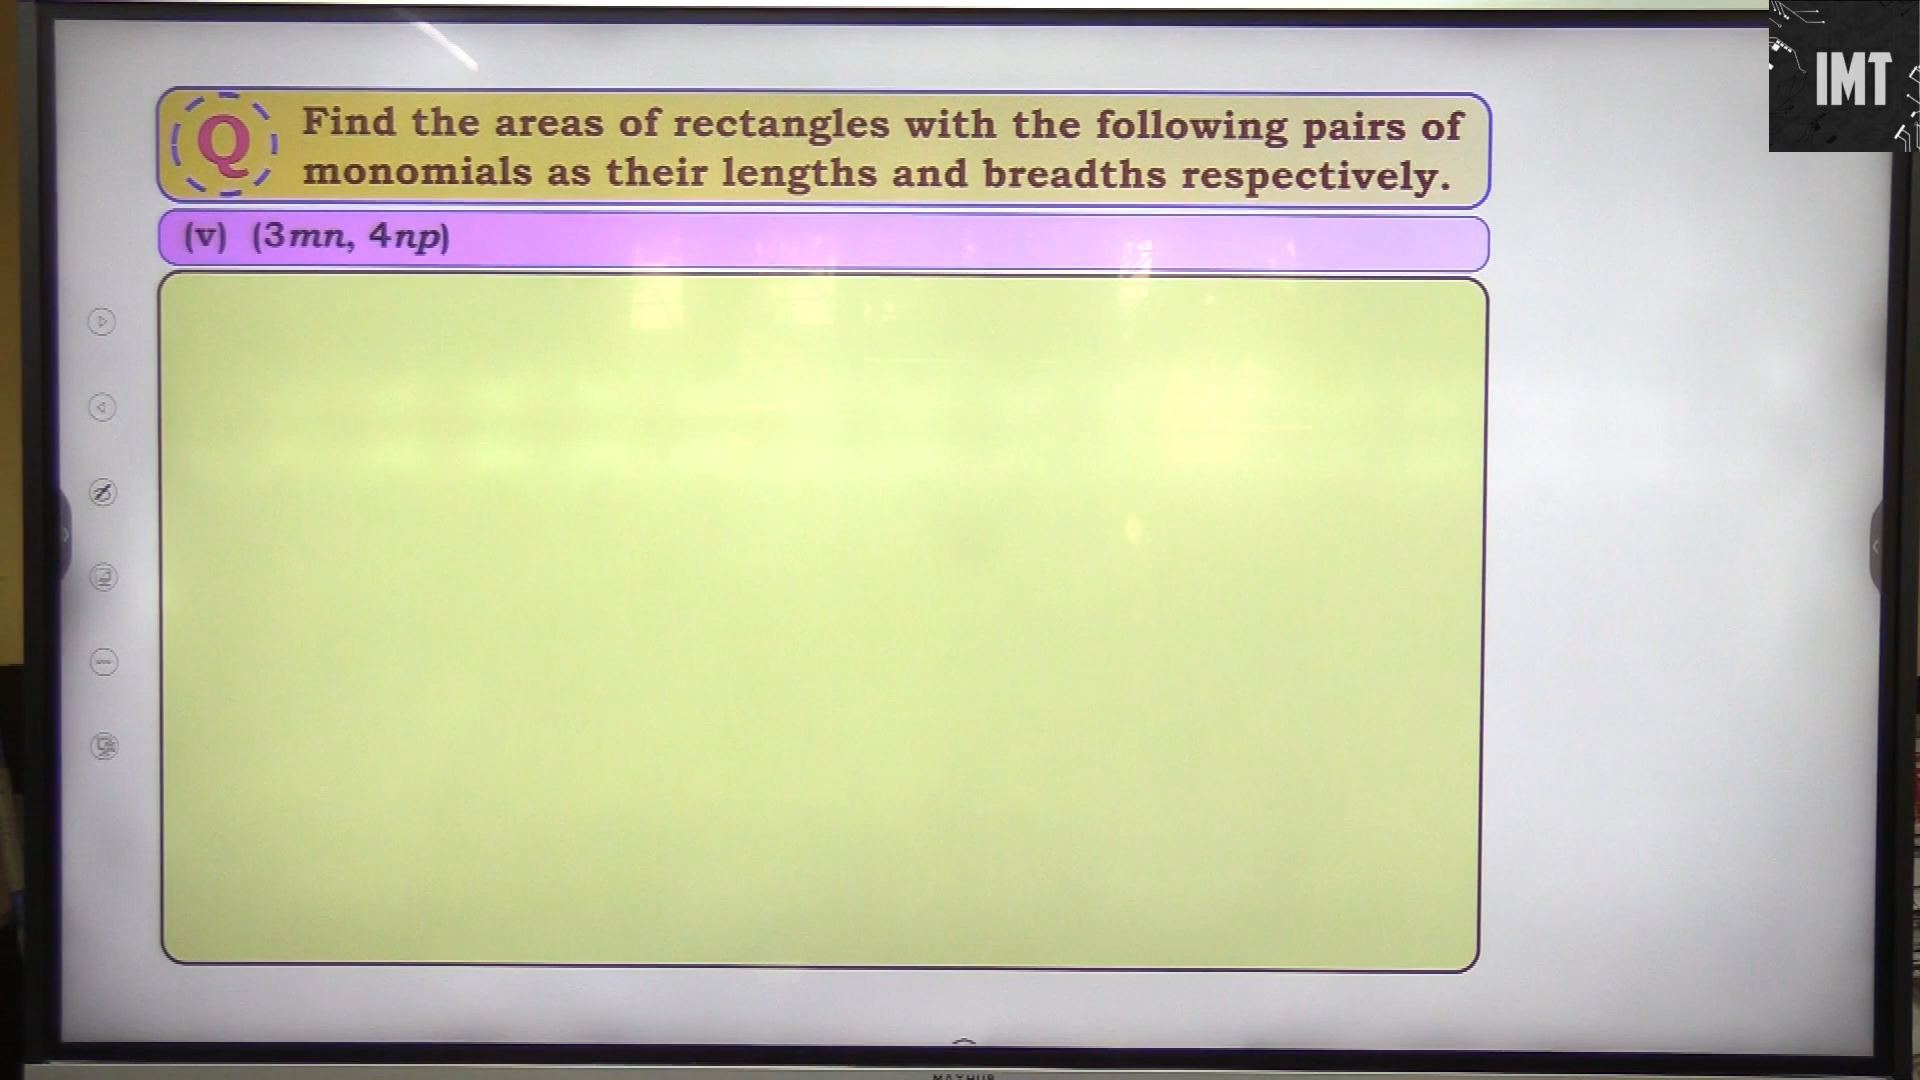 IMT
Q
Find the areas of rectangles with the following pairs of
monomials as their lengths and breadths respectively.
(v) (3mn, 4np)